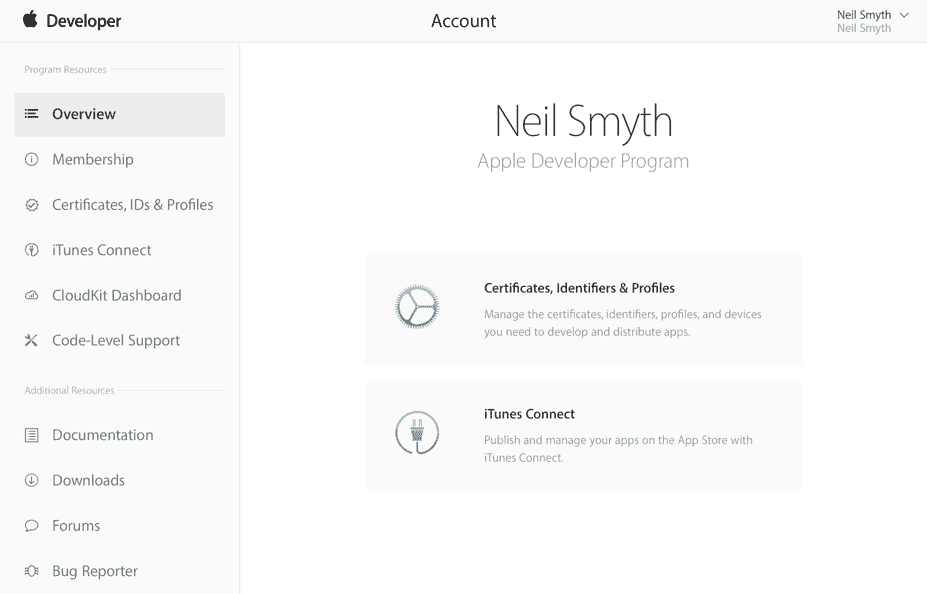 Developer
Account
Neil Smyth
Neil Smyth
Program Resources
Overview
Membership
Certificates, IDs & Profiles
iTunes Connect
CloudKit Dashboard
Code-Level Support
Additional Resources
Documentation
Downloads
Forums
Bug Reporter
Neil Smyth
Apple Developer Program
Certificates, Identifiers & Profiles
Manage the certificates, identifiers, profiles, and devices
you need to develop and distribute apps.
iTunes Connect
Publish and manage your apps on the App Store with
iTunes Connect.